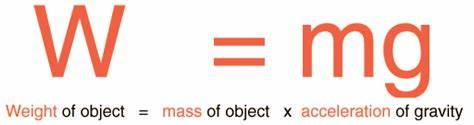 W = mg
Weight of object = mass of object x acceleration of gravity